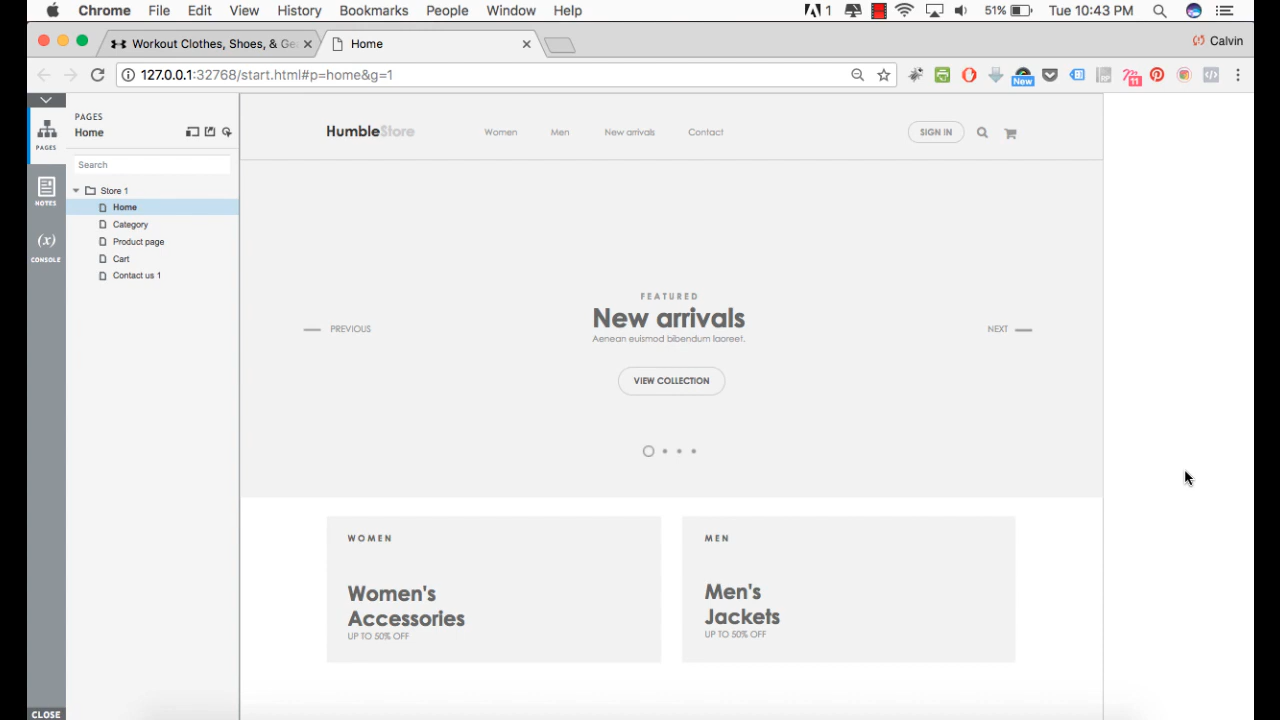 Chrome File Edit View History Bookmarks People Window Help 1 51% Tue 10:43 PM
Workout Clothes, Shoes, & Ge Home Calvin
127.0.0.1:32768/start.html#p=home&g=1 New 11
PAGES
Home
Search
Store 1
Home
Category
Product page
Cart
Contact us 1
PAGES
NOTES
(x)
CONSOLE
CLOSE
HumbleStore Women Men New arrivals Contact SIGN IN
FEATURED
New arrivals
Aenean euismod bibendum laoreet.
PREVIOUS
NEXT
VIEW COLLECTION
WOMEN
Women's
Accessories
UP TO 50% OFF
MEN
Men's
Jackets
UP TO 50% OFF